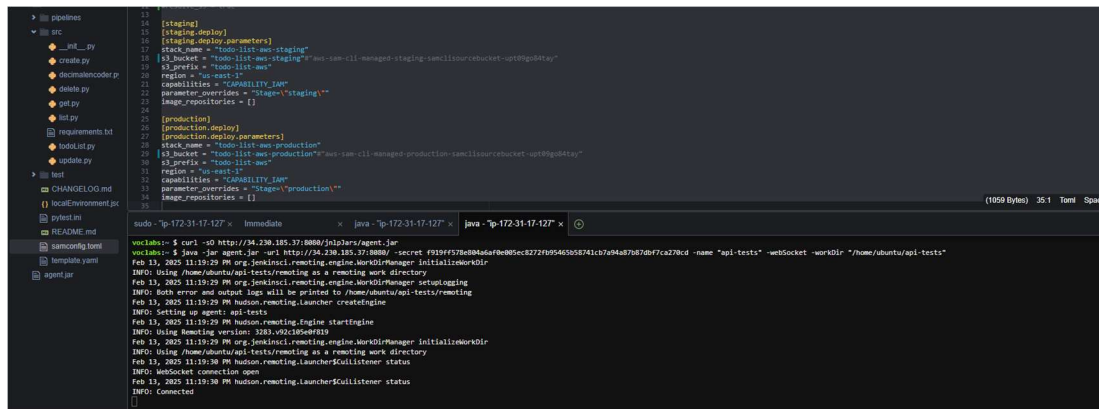 pipelines
src
__init__.py
create.py
decimalencoder.py
delete.py
get.py
list.py
requirements.txt
todoList.py
update.py
test
CHANGELOG.md
localEnvironment.jsc
pytest.ini
README.md
samconfig.toml
template.yaml
agent.jar
13
14 [staging]
15 [staging.deploy]
16 [staging.deploy.parameters]
17 stack_name = "todo-list-aws-staging"
18 s3_bucket = "todo-list-aws-staging"#"aws-sam-cli-managed-staging-samclisourcebucket-upt09go84tay"
19 s3_prefix = "todo-list-aws"
20 region = "us-east-1"
21 capabilities = "CAPABILITY_IAM"
22 parameter_overrides = "Stage=\"staging\""
23 image_repositories = []
24
25 [production]
26 [production.deploy]
27 [production.deploy.parameters]
28 stack_name = "todo-list-aws-production"
29 s3_bucket = "todo-list-aws-production"#"aws-sam-cli-managed-production-samclisourcebucket-upt09go84tay"
30 s3_prefix = "todo-list-aws"
31 region = "us-east-1"
32 capabilities = "CAPABILITY_IAM"
33 parameter_overrides = "Stage=\"production\""
34 image_repositories = []
35
(1059 Bytes) 35:1 Toml Spac
sudo - "ip-172-31-17-127" × Immediate × java - "ip-172-31-17-127" × java - "ip-172-31-17-127" ×
voclabs:~ $ curl -sO http://34.230.185.37:8080/jnlpJars/agent.jar
voclabs:~ $ java -jar agent.jar -url http://34.230.185.37:8080/ -secret f919ff578e804a6af0e005ec8272fb95465b58741cb7a94a87b87dbf7ca270cd -name "api-tests" -webSocket -workDir "/home/ubuntu/api-tests"
Feb 13, 2025 11:19:29 PM org.jenkinsci.remoting.engine.WorkDirManager initializeWorkDir
INFO: Using /home/ubuntu/api-tests/remoting as a remoting work directory
Feb 13, 2025 11:19:29 PM org.jenkinsci.remoting.engine.WorkDirManager setupLogging
INFO: Both error and output logs will be printed to /home/ubuntu/api-tests/remoting
Feb 13, 2025 11:19:29 PM hudson.remoting.Launcher createEngine
INFO: Setting up agent: api-tests
Feb 13, 2025 11:19:29 PM hudson.remoting.Engine startEngine
INFO: Using Remoting version: 3283.v92c105e0f819
Feb 13, 2025 11:19:29 PM org.jenkinsci.remoting.engine.WorkDirManager initializeWorkDir
INFO: Using /home/ubuntu/api-tests/remoting as a remoting work directory
Feb 13, 2025 11:19:30 PM hudson.remoting.Launcher$CuiListener status
INFO: WebSocket connection open
Feb 13, 2025 11:19:30 PM hudson.remoting.Launcher$CuiListener status
INFO: Connected